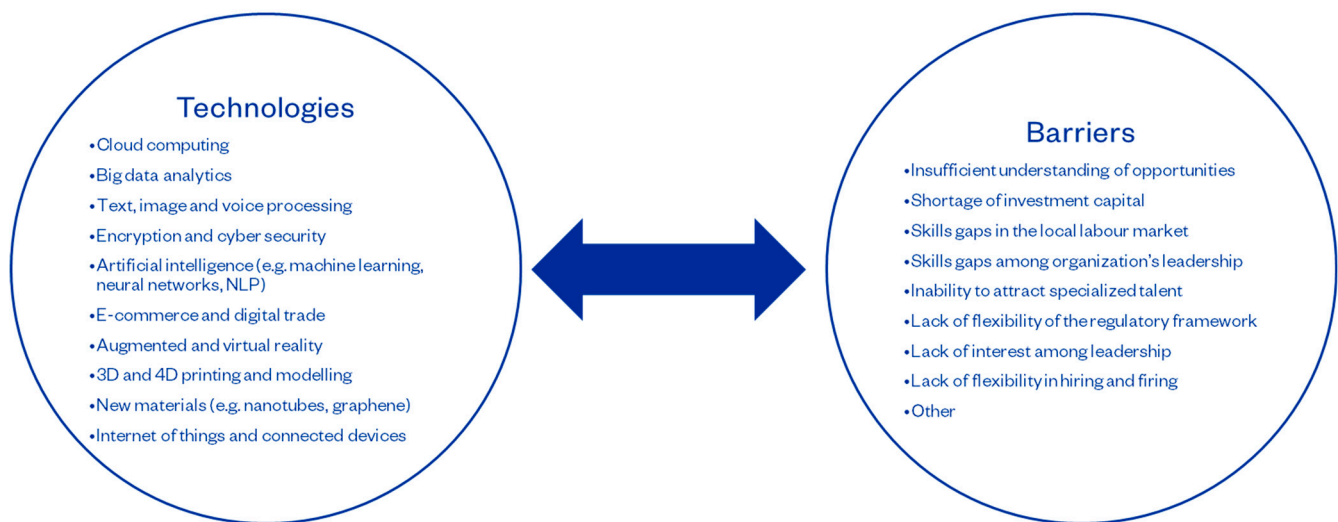 Technologies
•Cloud computing
•Big data analytics
•Text, image and voice processing
•Encryption and cyber security
•Artificial intelligence (e.g. machine learning,
neural networks, NLP)
•E-commerce and digital trade
•Augmented and virtual reality
•3D and 4D printing and modelling
•New materials (e.g. nanotubes, graphene)
•Internet of things and connected devices
Barriers
•Insufficient understanding of opportunities
•Shortage of investment capital
•Skills gaps in the local labour market
•Skills gaps among organization's leadership
•Inability to attract specialized talent
•Lack of flexibility of the regulatory framework
•Lack of interest among leadership
•Lack of flexibility in hiring and firing
•Other